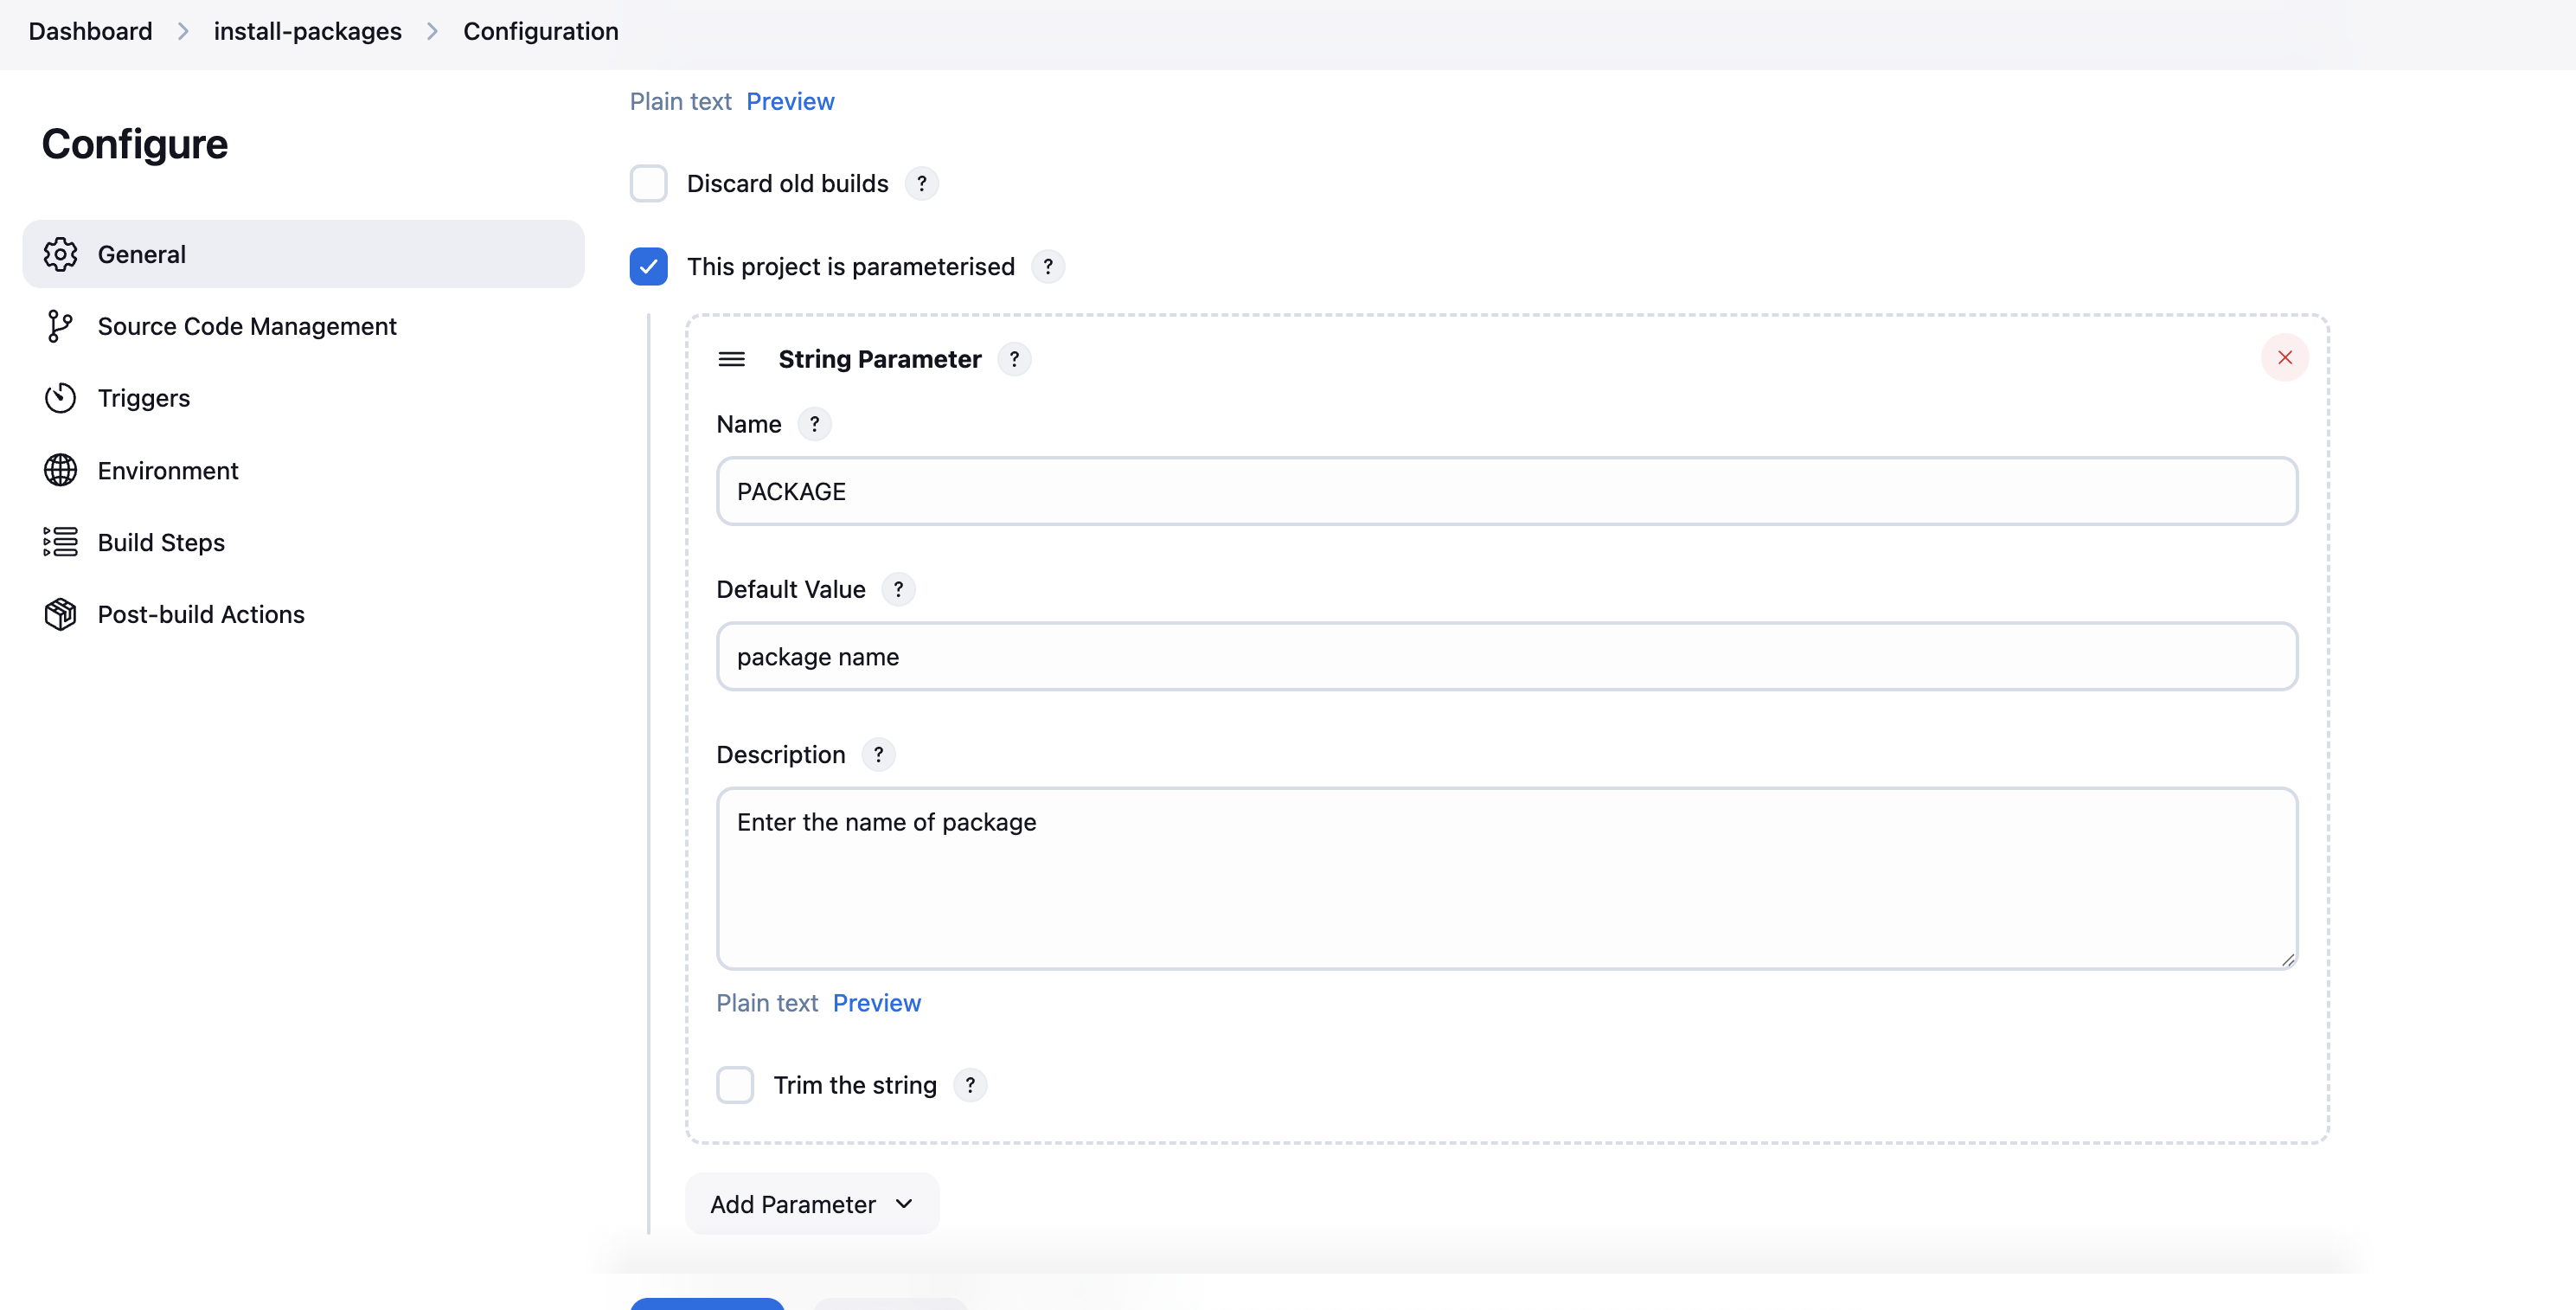 Dashboard > install-packages > Configuration
Configure
General
Source Code Management
Triggers
Environment
Build Steps
Post-build Actions
Plain text Preview
Discard old builds ?
This project is parameterised ?
String Parameter ?
Name ?
PACKAGE
Default Value ?
package name
Description ?
Enter the name of package
Plain text Preview
Trim the string ?
Add Parameter